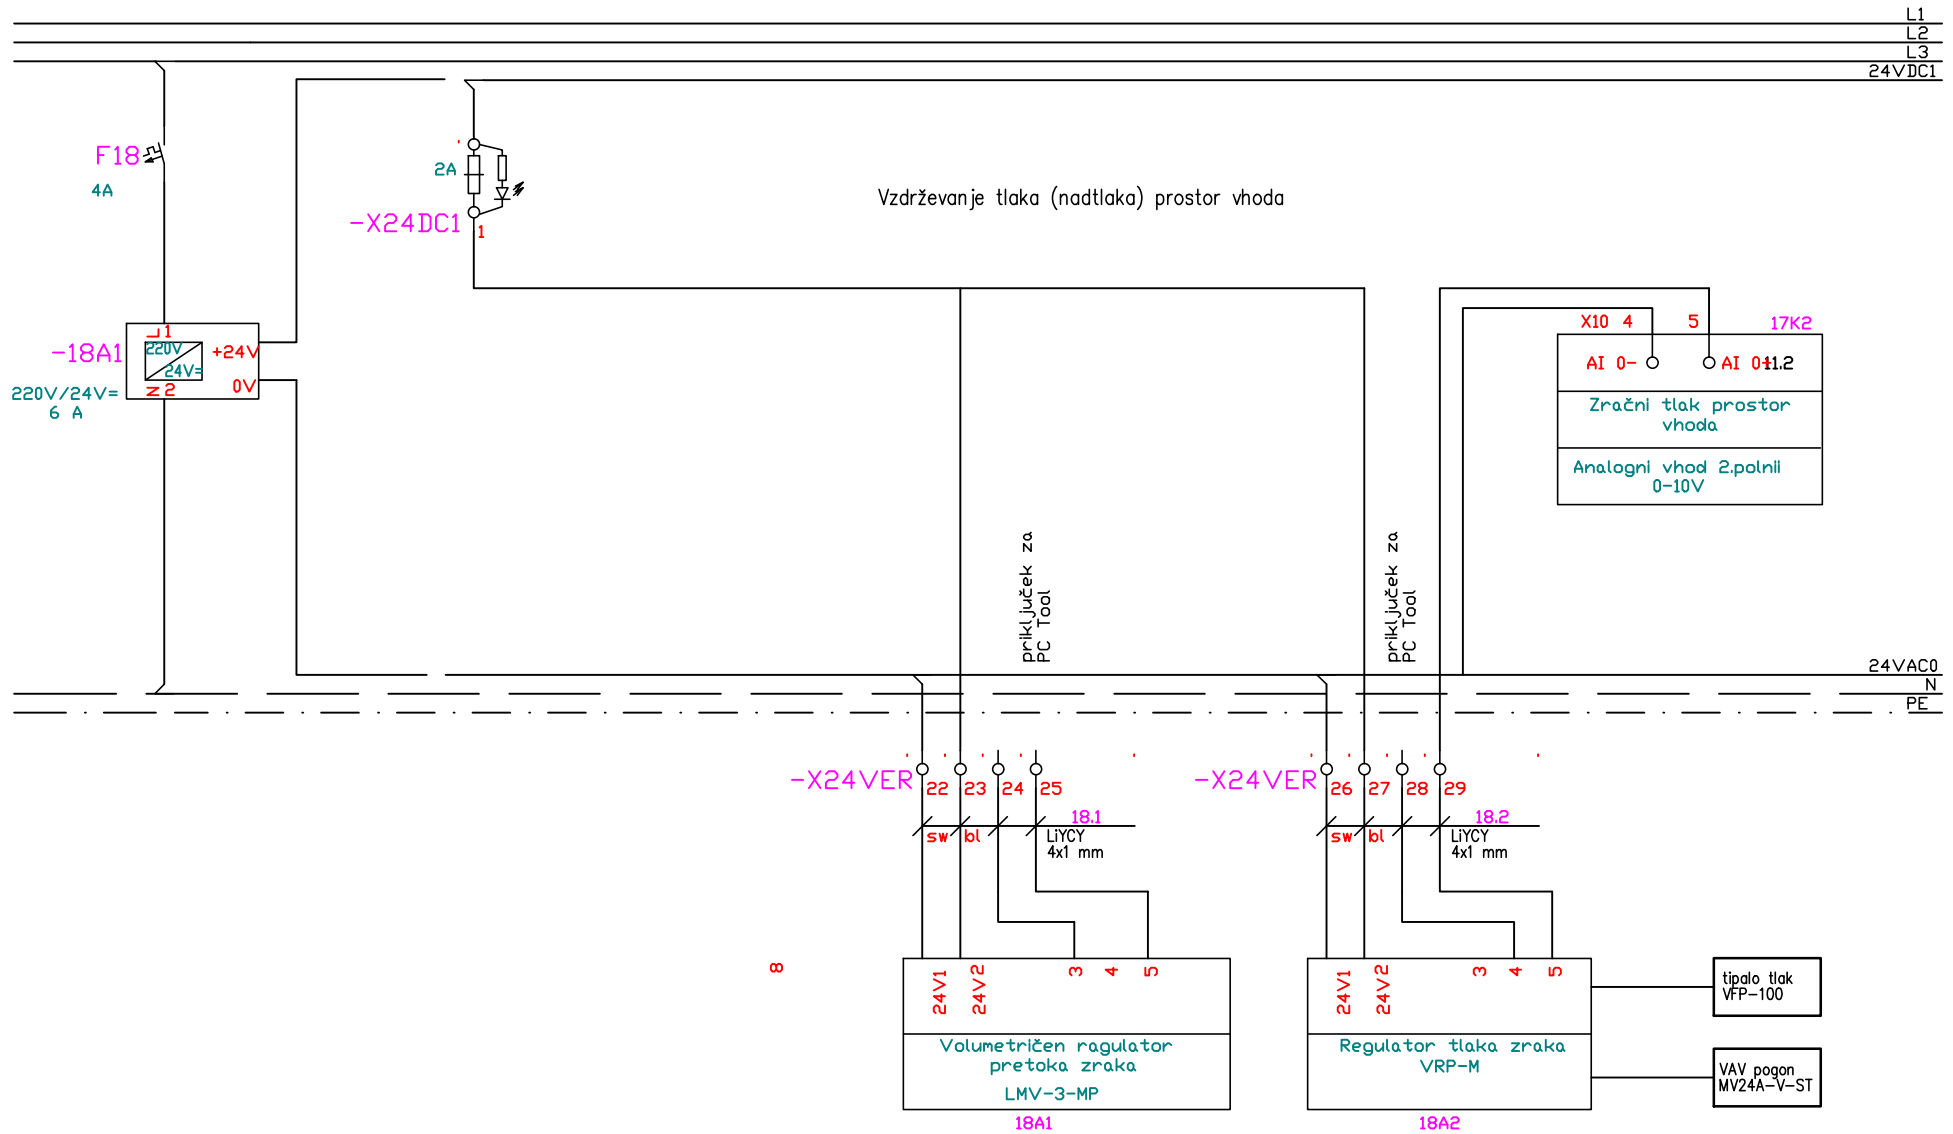 L1
L2
L3
24VDC1
F18
4A
2A
-X24DC1
1
Vzdrževanje tlaka (nadtlaka) prostor vhoda
-18A1
220V/24V=
6 A
L 1
220V
24V=
N 2
+24V
0V
X10 4 5
17K2
AI 0-
AI 0+
11.2
Zračni tlak prostor
vhoda
Analogni vhod 2.polnii
0-10V
priključek za
PC Tool
priključek za
PC Tool
24VAC0
N
PE
-X24VER
22 23 24 25
18.1
sw bl
LiYCY
4x1 mm
-X24VER
26 27 28 29
18.2
sw bl
LiYCY
4x1 mm
8
24V1 24V2 3 4 5
Volumetričen ragulator
pretoka zraka
LMV-3-MP
18A1
24V1 24V2 3 4 5
Regulator tlaka zraka
VRP-M
18A2
tipalo tlak
VFP-100
VAV pogon
MV24A-V-ST